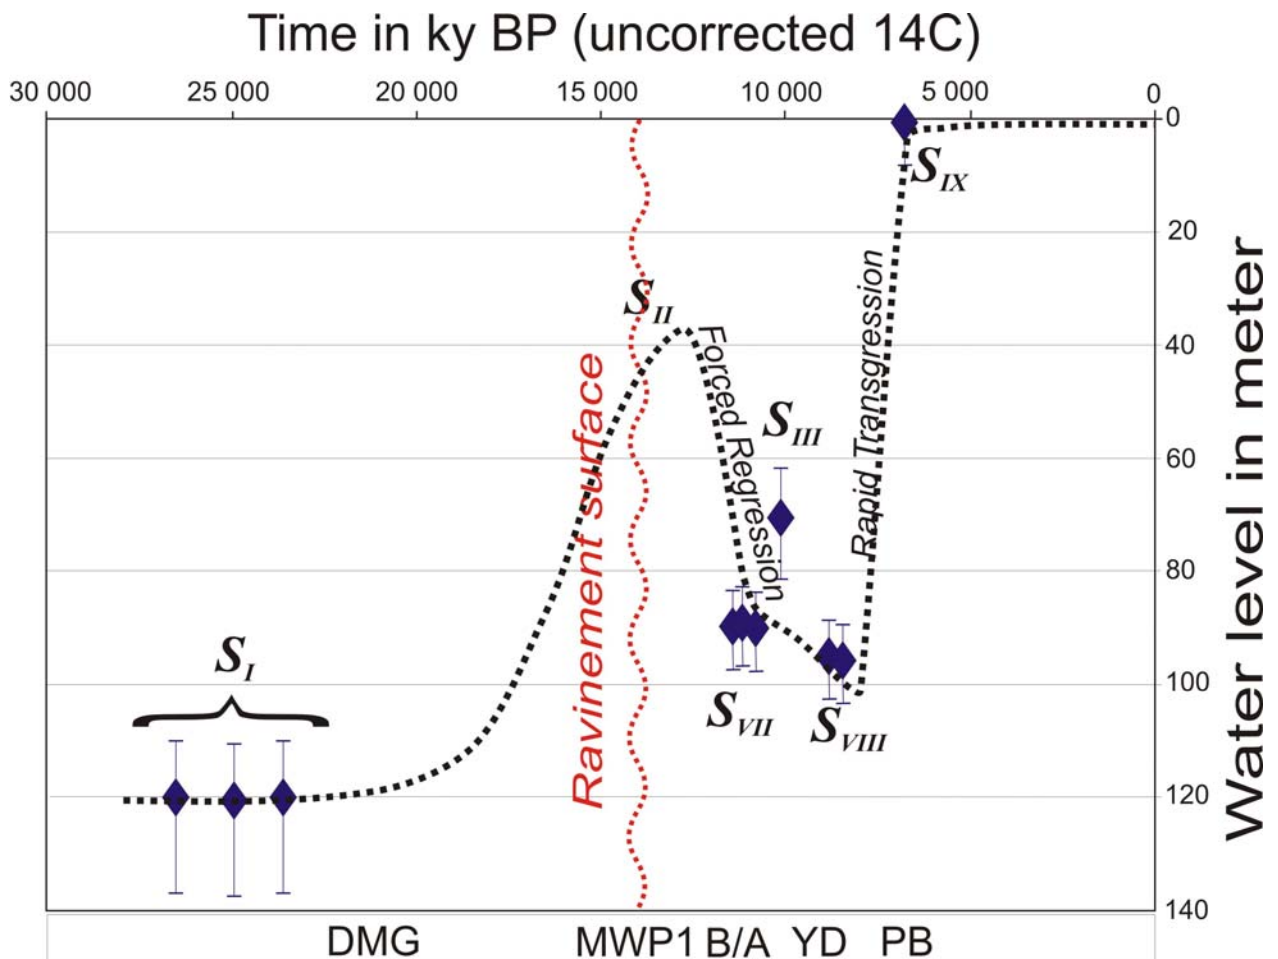 Time in ky BP (uncorrected 14C)
30 000 25 000 20 000 15 000 10 000 5 000 0
0
20
40
60
80
100
120
140
Water level in meter
S_I
S_II
S_III
S_VII
S_VIII
S_IX
Ravinement surface
Forced Regression
Rapid Transgression
DMG MWP1 B/A YD PB